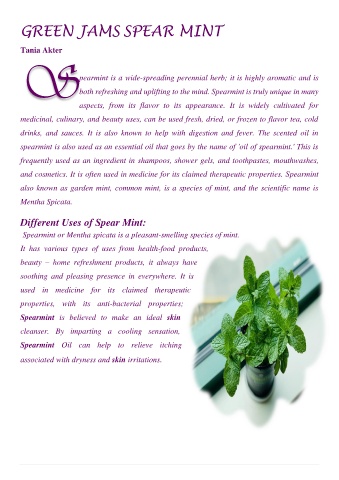 GREEN JAMS SPEAR MINT
Tania Akter
Spearmint is a wide-spreading perennial herb; it is highly aromatic and is
both refreshing and uplifting to the mind. Spearmint is truly unique in many
aspects, from its flavor to its appearance. It is widely cultivated for
medicinal, culinary, and beauty uses, can be used fresh, dried, or frozen to flavor tea, cold
drinks, and sauces. It is also known to help with digestion and fever. The scented oil in
spearmint is also used as an essential oil that goes by the name of 'oil of spearmint.' This is
frequently used as an ingredient in shampoos, shower gels, and toothpastes, mouthwashes,
and cosmetics. It is often used in medicine for its claimed therapeutic properties. Spearmint
also known as garden mint, common mint, is a species of mint, and the scientific name is
Mentha Spicata.
Different Uses of Spear Mint:
Spearmint or Mentha spicata is a pleasant-smelling species of mint.
It has various types of uses from health-food products,
beauty – home refreshment products, it always have
soothing and pleasing presence in everywhere. It is
used in medicine for its claimed therapeutic
properties, with its anti-bacterial properties;
Spearmint is believed to make an ideal skin
cleanser. By imparting a cooling sensation,
Spearmint Oil can help to relieve itching
associated with dryness and skin irritations.